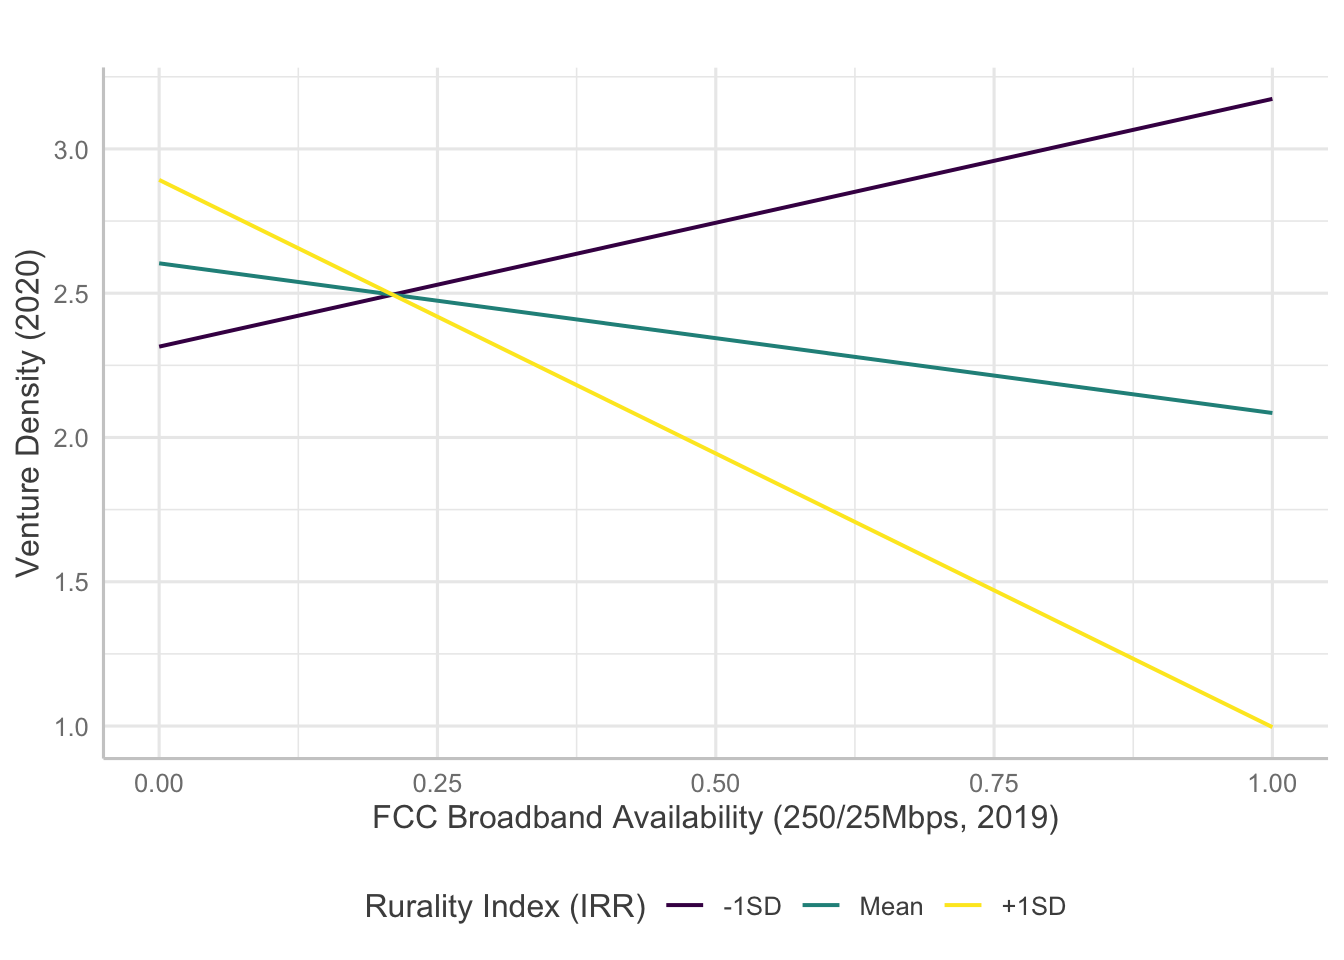 Venture Density (2020)
3.0
2.5
2.0
1.5
1.0
0.00 0.25 0.50 0.75 1.00
FCC Broadband Availability (250/25Mbps, 2019)
Rurality Index (IRR) -1SD Mean +1SD